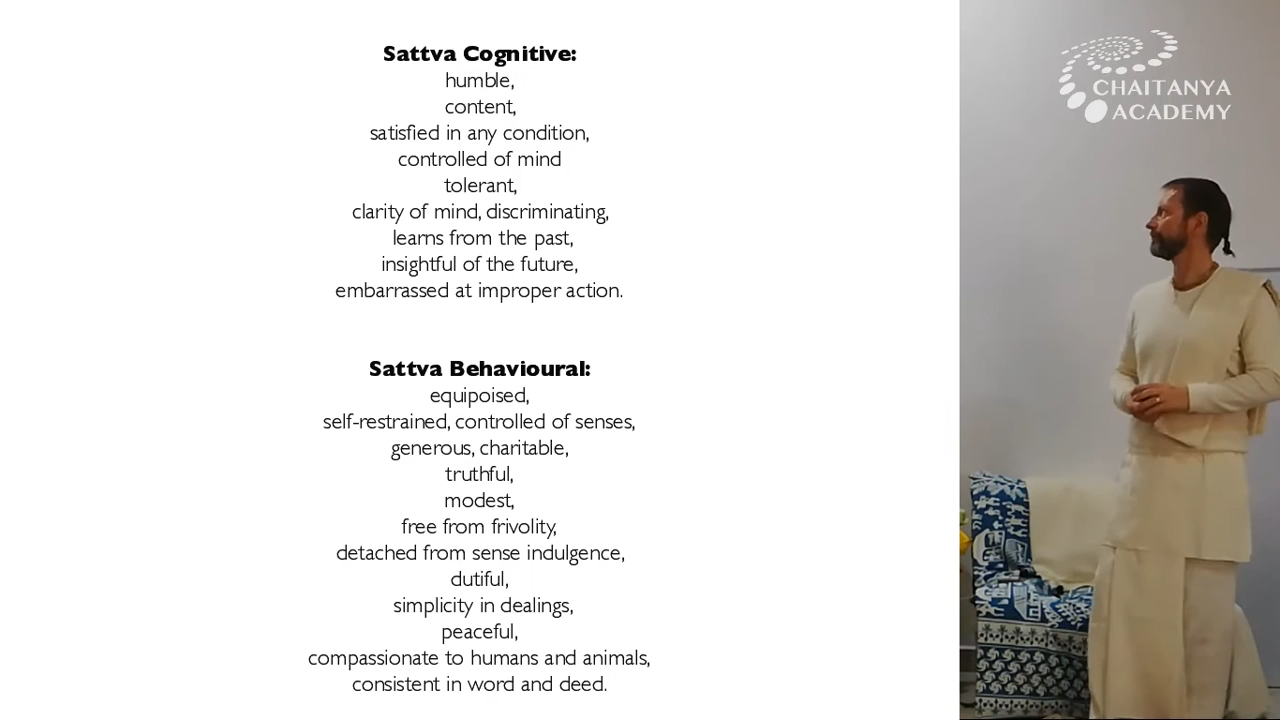 Sattva Cognitive:
humble,
content,
satisfied in any condition,
controlled of mind
tolerant,
clarity of mind, discriminating,
learns from the past,
insightful of the future,
embarrassed at improper action.
Sattva Behavioural:
equipoised,
self-restrained, controlled of senses,
generous, charitable,
truthful,
modest,
free from frivolity,
detached from sense indulgence,
dutiful,
simplicity in dealings,
peaceful,
compassionate to humans and animals,
consistent in word and deed.
CHAITANYA
ACADEMY